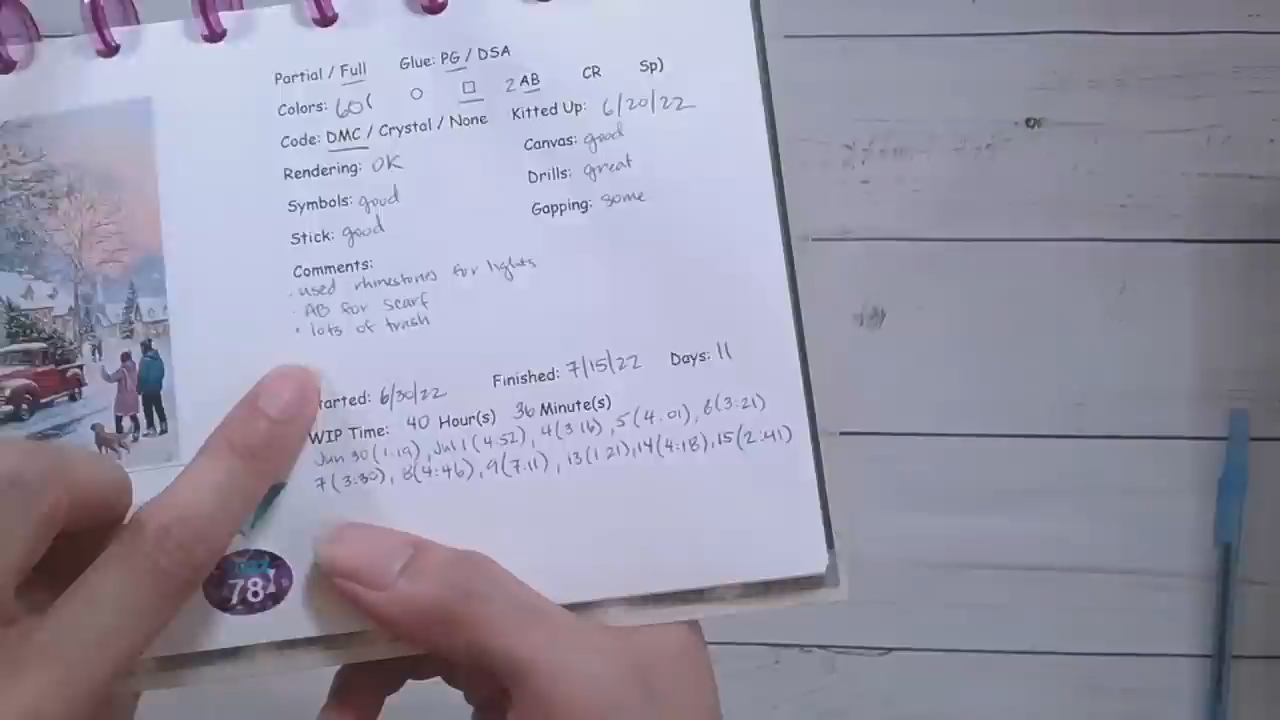 Partial / Full Glue: PG / DSA
Colors: 60( 2 AB CR Sp)
Code: DMC / Crystal / None Kitted Up: 6/20/22
Rendering: OK Canvas: good
Symbols: good Drills: great
Stick: good Gapping: some
Comments:
· used rhinestones for lights
· AB for scarf
• lots of trash
arted: 6/30/22 Finished: 7/15/22 Days: 11
WIP Time: 40 Hour(s) 36 Minute(s)
Jun 30 (1:19), Jul 1 (4:52), 4(3:16), 5(4:01), 6(3:21)
7(3:30), 8(4:46), 9(7:11), 13(1:21), 14(4:18), 15(2:41)
78